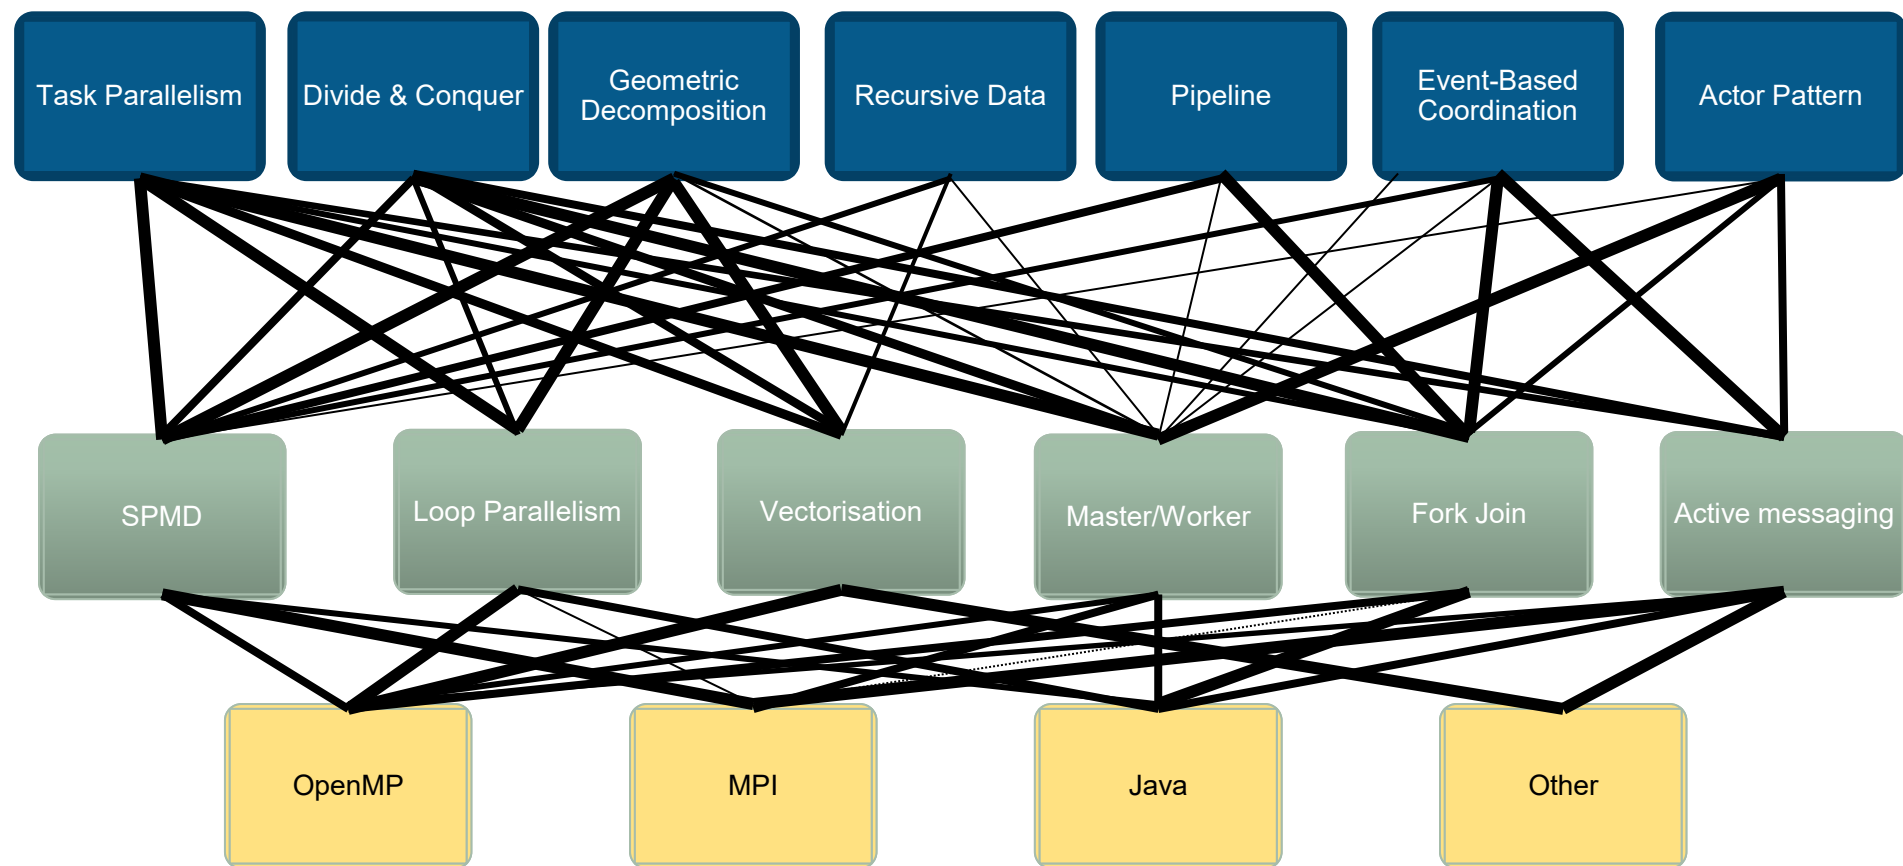 Task Parallelism
Divide & Conquer
Geometric
Decomposition
Recursive Data
Pipeline
Event-Based
Coordination
Actor Pattern
SPMD
Loop Parallelism
Vectorisation
Master/Worker
Fork Join
Active messaging
OpenMP
MPI
Java
Other